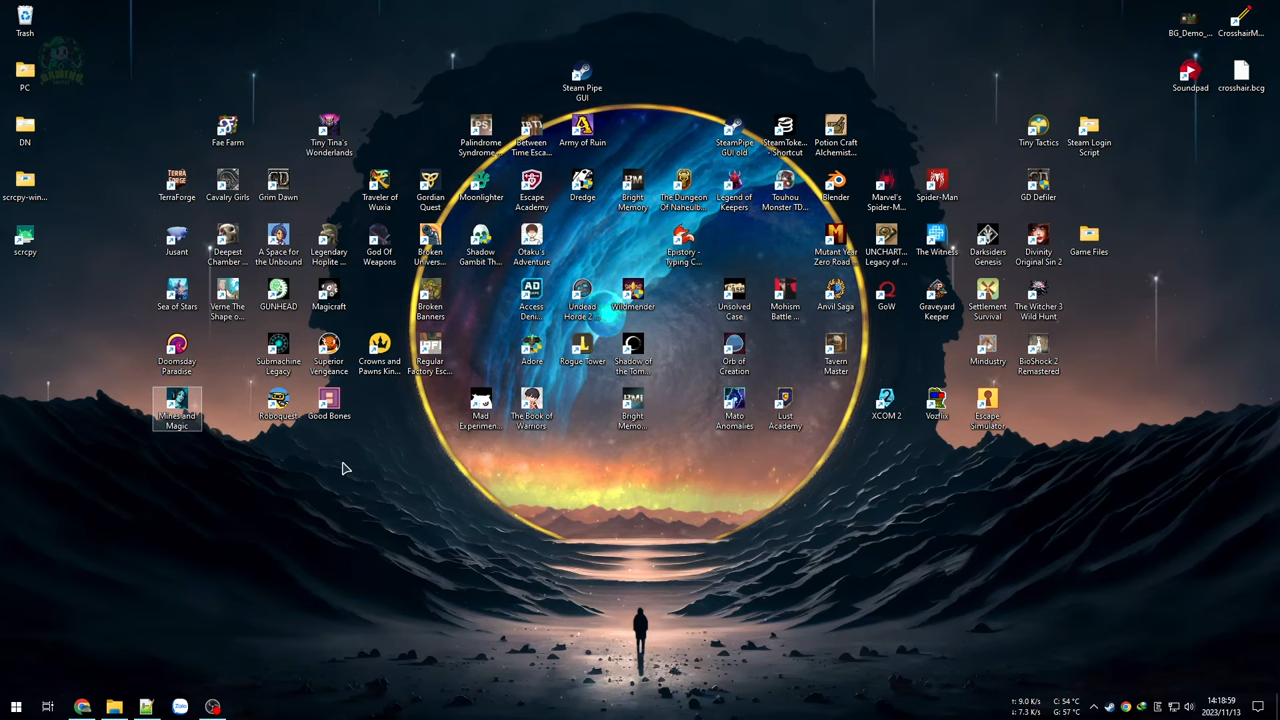 Trash
BG_Demo_...
CrosshairM...
PC
GAMING
Steam Pipe
GUI
Soundpad
crosshair.bcg
DN
Fae Farm
Tiny Tina's
Wonderlands
Palindrome
Syndrome...
Between
Time Esca...
Army of Ruin
SteamPipe
GUI old
SteamToke...
- Shortcut
Potion Craft
Alchemist...
Tiny Tactics
Steam Login
Script
scrcpy-win...
TerraForge
Cavalry Girls
Grim Dawn
Traveler of
Wuxia
Gordian
Quest
Moonlighter
Escape
Academy
Dredge
Bright
Memory
The Dungeon
Of Naheulb...
Legend of
Keepers
Touhou
Monster TD...
Blender
Marvel's
Spider-M...
Spider-Man
GD Defiler
scrcpy
Jusant
Deepest
Chamber ...
A Space for
the Unbound
Legendary
Hoplite ...
God Of
Weapons
Broken
Univers...
Shadow
Gambit Th...
Otaku's
Adventure
Epistory -
Typing C...
Mutant Year
Zero Road ...
UNCHART...
Legacy of ...
The Witness
Darksiders
Genesis
Divinity
Original Sin 2
Game Files
Sea of Stars
Verne The
Shape o...
GUNHEAD
Magicraft
Broken
Banners
Access
Deni...
Undead
Horde 2...
Wildmender
Unsolved
Case
Mohism
Battle ...
Anvil Saga
GoW
Graveyard
Keeper
Settlement
Survival
The Witcher 3
Wild Hunt
Doomsday
Paradise
Submachine
Legacy
Superior
Vengeance
Crowns and
Pawns Kin...
Regular
Factory Esc...
Adore
Rogue Tower
Shadow of
the Tom...
Orb of
Creation
Tavern
Master
Mindustry
BioShock 2
Remastered
Mines and
Magic
Roboquest
Good Bones
Mad
Experimen...
The Book of
Warriors
Bright
Memo...
Mato
Anomalies
Lust
Academy
XCOM 2
Vozflix
Escape
Simulator
Zalo
↑: 9.0 K/s
↓: 7.3 K/s
C: 54 °C
G: 57 °C
14:18:59
2023/11/13